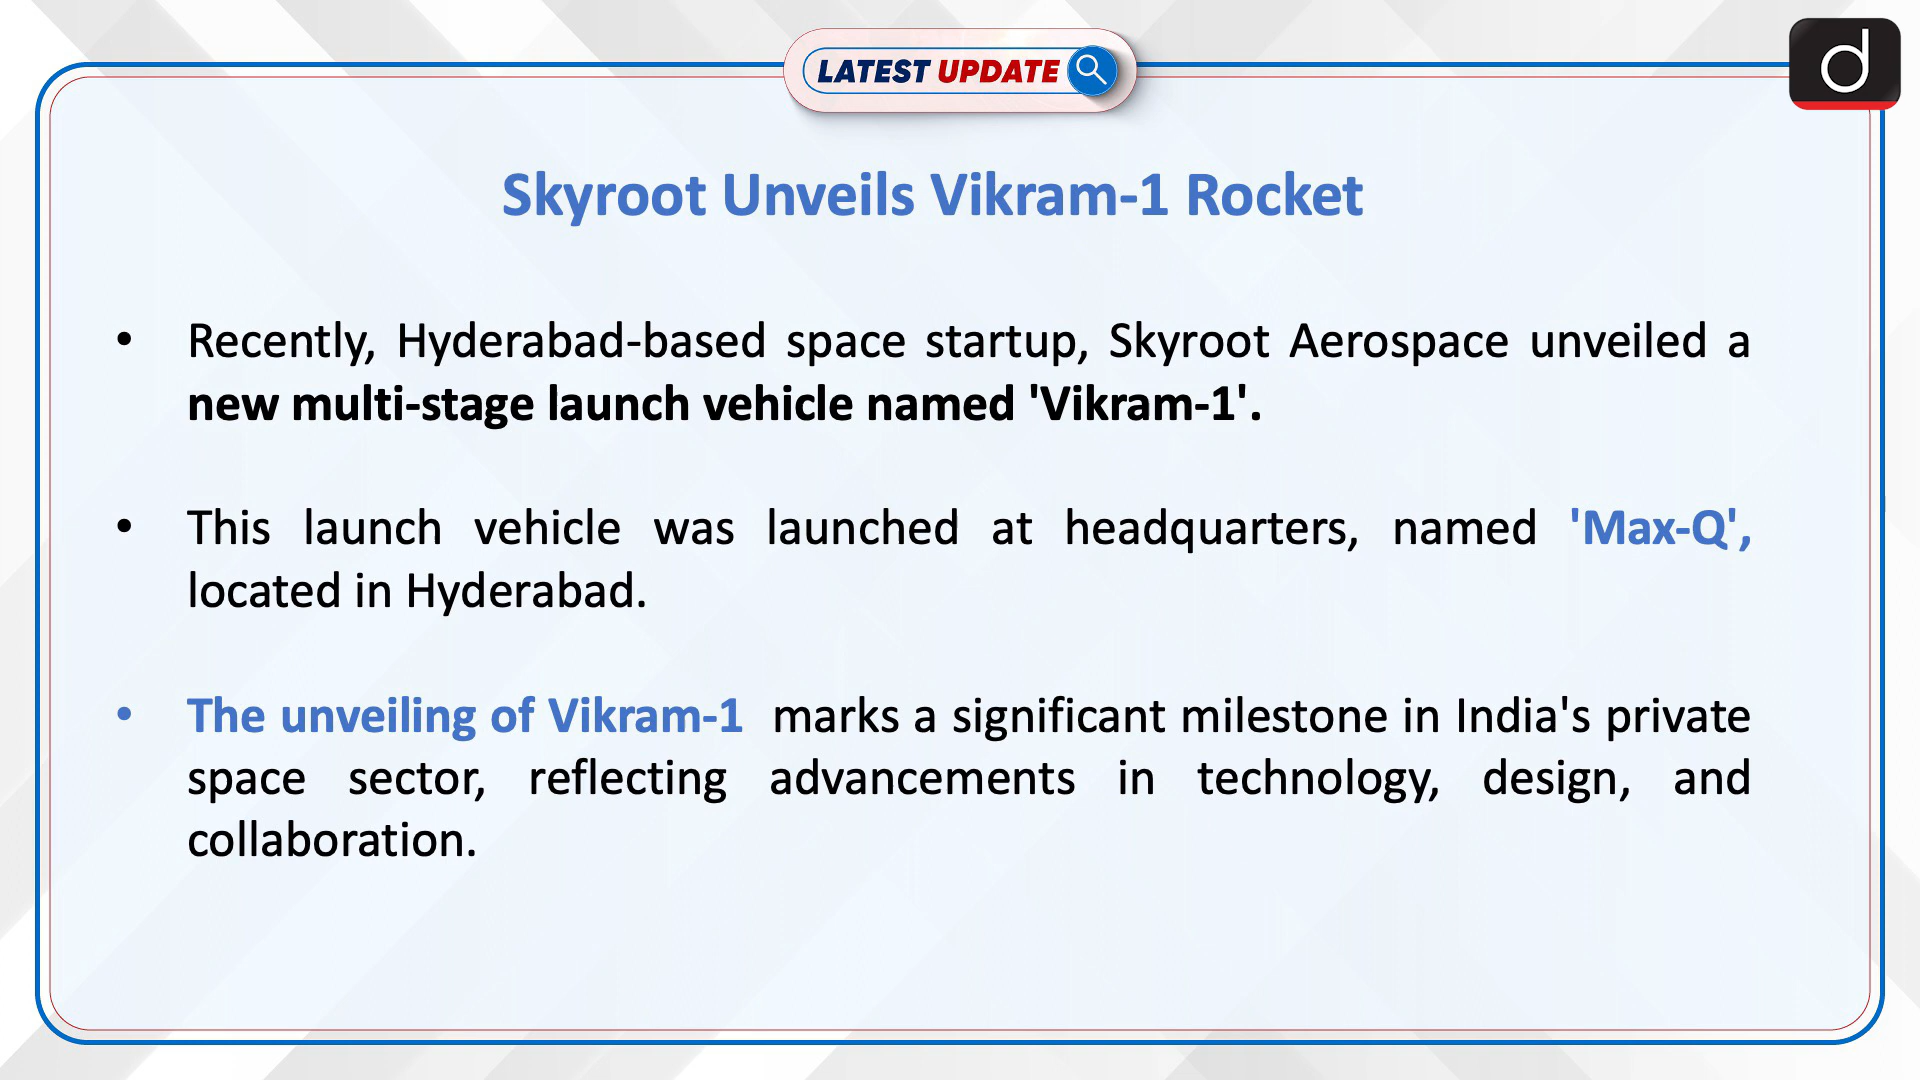 LATEST UPDATE
d
Skyroot Unveils Vikram-1 Rocket
• Recently, Hyderabad-based space startup, Skyroot Aerospace unveiled a
new multi-stage launch vehicle named 'Vikram-1'.
• This launch vehicle was launched at headquarters, named 'Max-Q',
located in Hyderabad.
• The unveiling of Vikram-1 marks a significant milestone in India's private
space sector, reflecting advancements in technology, design, and
collaboration.